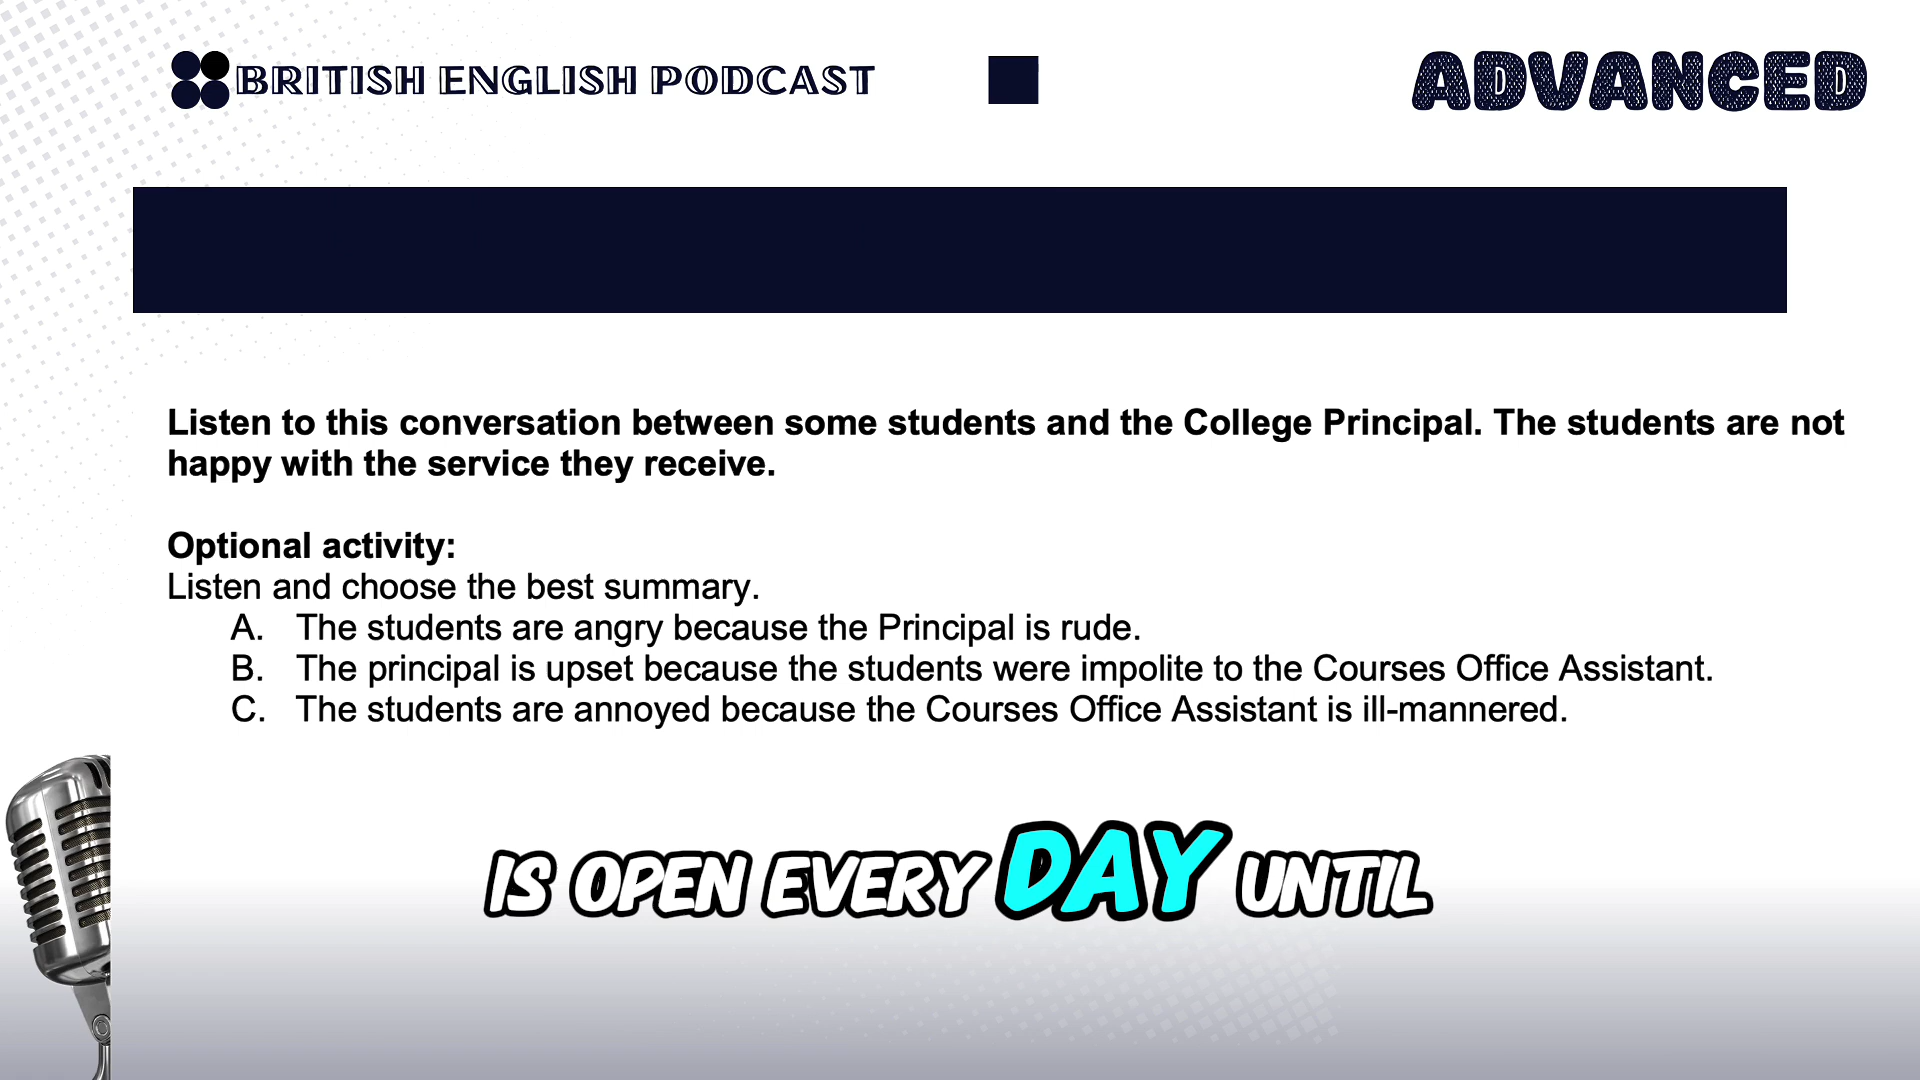 BRITISH ENGLISH PODCAST
ADVANCED
Listen to this conversation between some students and the College Principal. The students are not
happy with the service they receive.
Optional activity:
Listen and choose the best summary.
A. The students are angry because the Principal is rude.
B. The principal is upset because the students were impolite to the Courses Office Assistant.
C. The students are annoyed because the Courses Office Assistant is ill-mannered.
IS OPEN EVERY DAY UNTIL